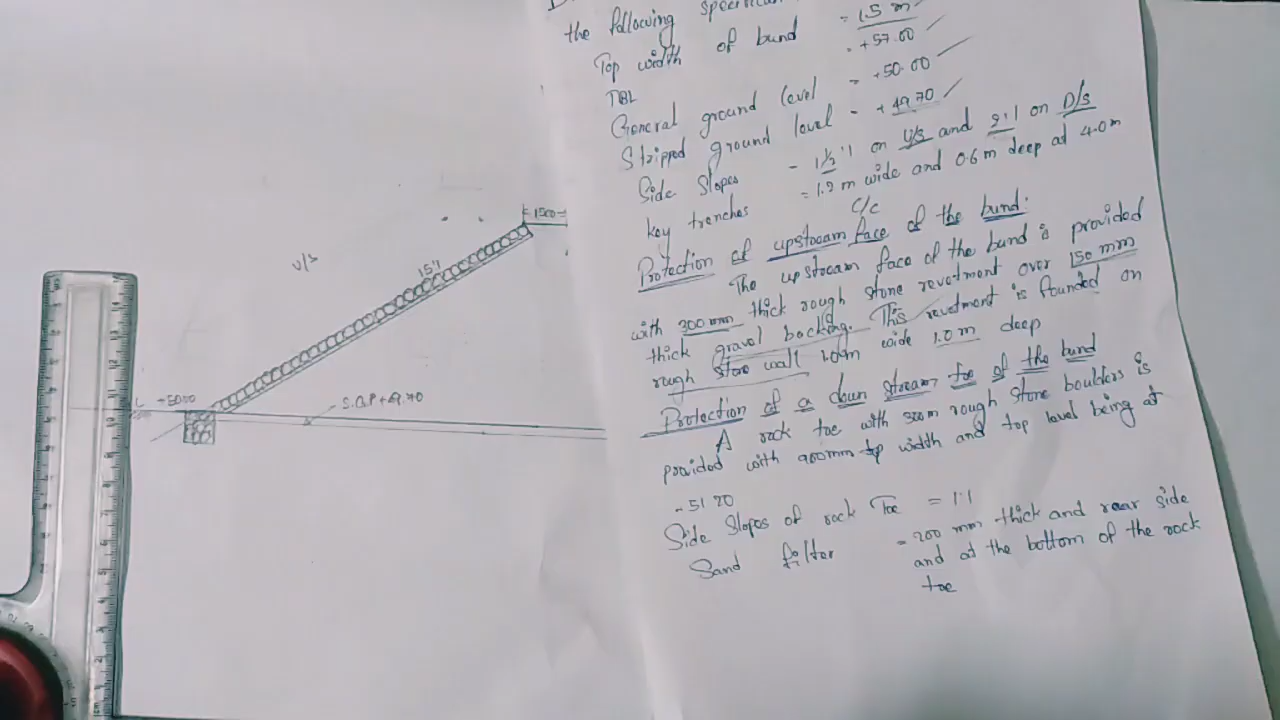 the following
Top width of bund = 1.5 m
TBL = +57.00
General ground level = +50.00
Stripped ground level = +49.70
Side Slopes = 1½:1 on U/s and 2:1 on D/s
key trenches = 1.2 m wide and 0.6 m deep at 4.0 m
C/C
Protection of upstream face of the bund:
The upstream face of the bund is provided
with 300 mm thick rough stone revetment over 150 mm
thick gravel backing. This revetment is founded on
rough stone wall wide 1.0 m deep
Protection of a down stream toe of the bund
A rock toe with rough stone boulders is
provided with 900mm top width and top level being at
51.20
Side Slopes of rock Toe = 1:1
Sand filter = 200 mm thick and rear side
and at the bottom of the rock
toe
1500
U/s
1.5:1
L +5000
S.G.L +49.70